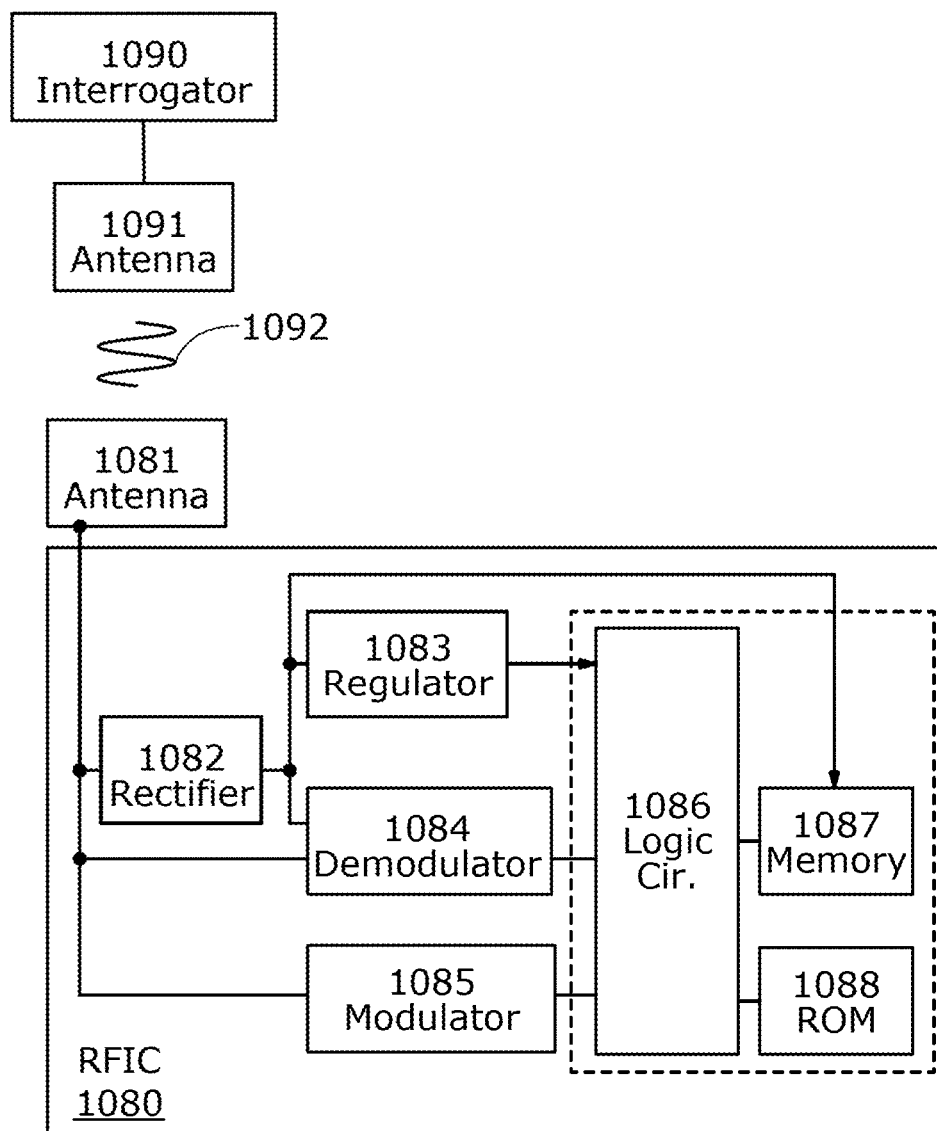 1090
Interrogator
1091
Antenna
1092
1081
Antenna
1083
Regulator
1082
Rectifier
1084
Demodulator
1086
Logic
Cir.
1087
Memory
1085
Modulator
1088
ROM
RFIC
1080